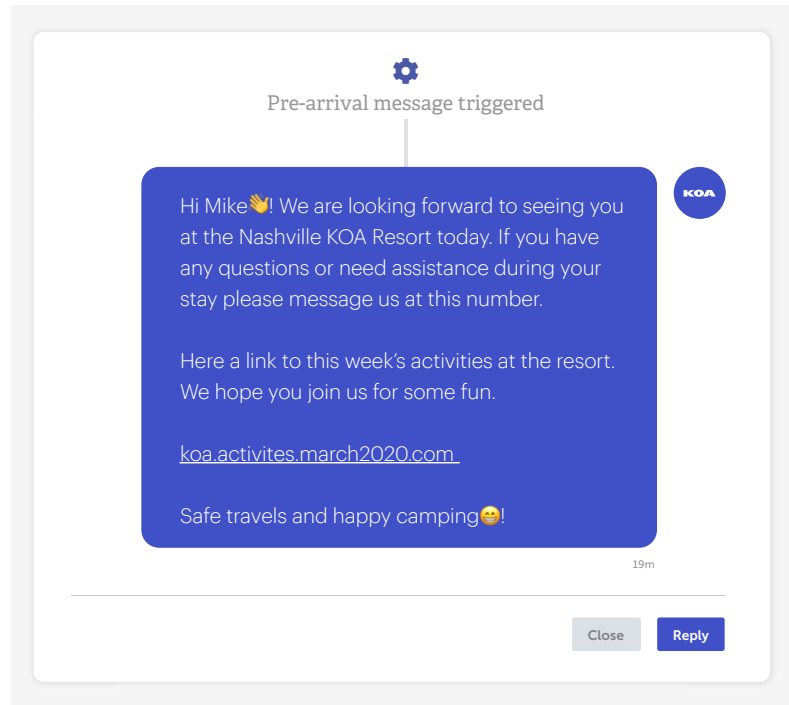 Pre-arrival message triggered
Hi Mike👋! We are looking forward to seeing you
at the Nashville KOA Resort today. If you have
any questions or need assistance during your
stay please message us at this number.
Here a link to this week's activities at the resort.
We hope you join us for some fun.
koa.activites.march2020.com
Safe travels and happy camping😁!
KOA
19m
Close
Reply